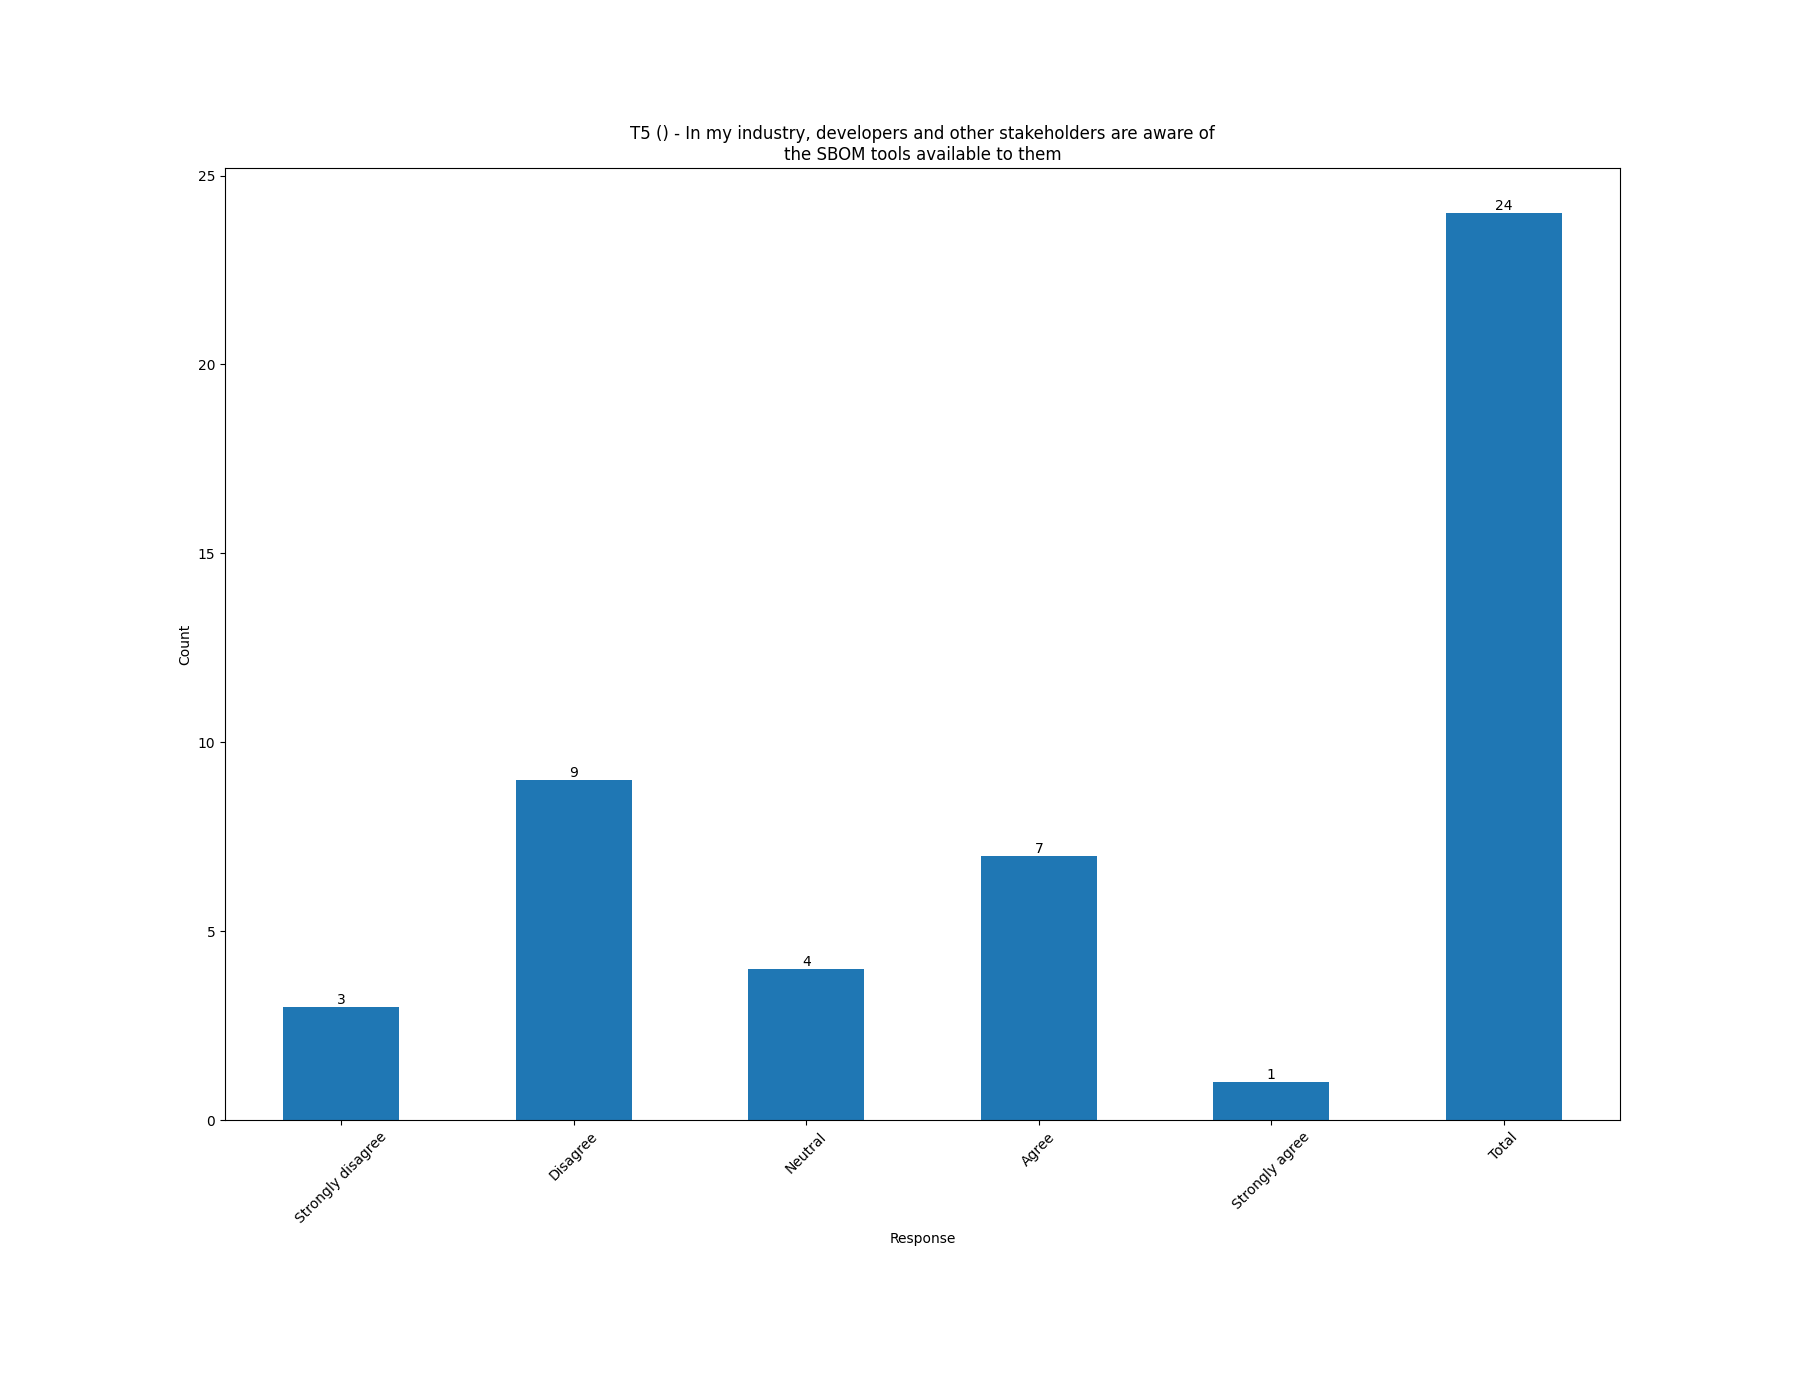 T5 () - In my industry, developers and other stakeholders are aware of
the SBOM tools available to them
25
20
15
10
5
0
Count
3
9
4
7
1
24
Strongly disagree
Disagree
Neutral
Agree
Strongly agree
Total
Response